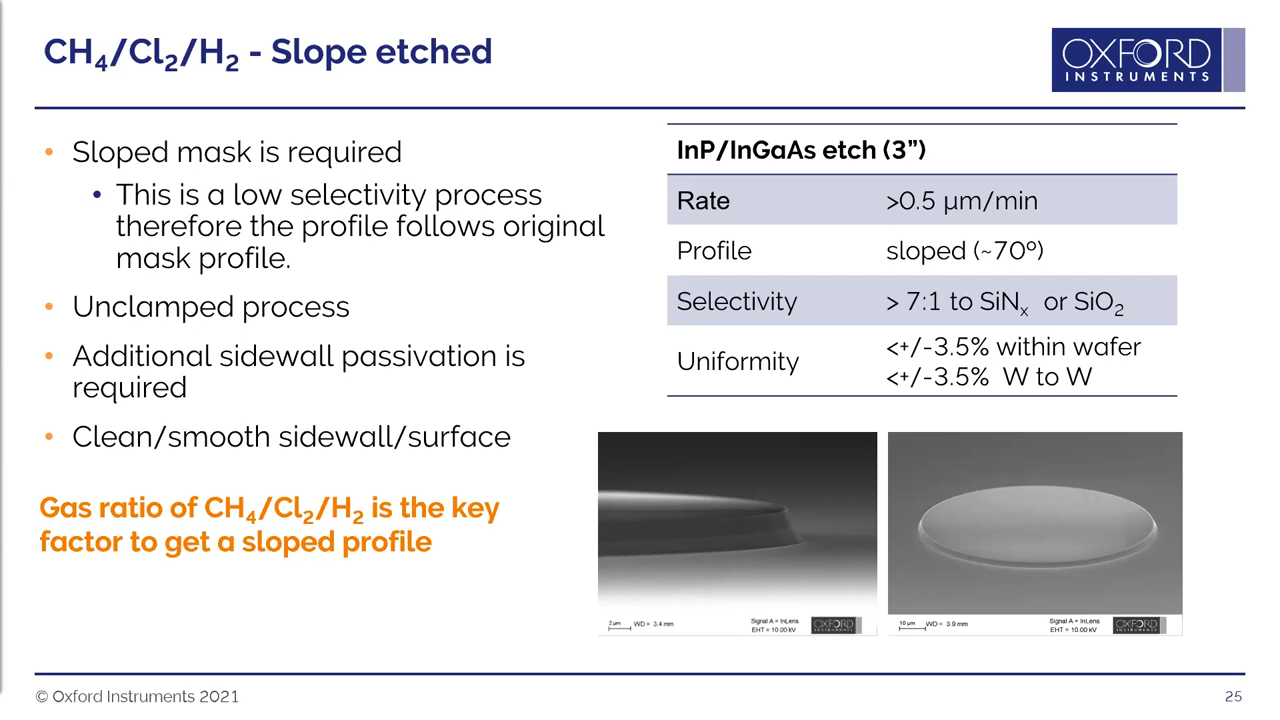 CH₄/Cl₂/H₂ - Slope etched
OXFORD
INSTRUMENTS
• Sloped mask is required
• This is a low selectivity process
therefore the profile follows original
mask profile.
• Unclamped process
• Additional sidewall passivation is
required
• Clean/smooth sidewall/surface
Gas ratio of CH₄/Cl₂/H₂ is the key
factor to get a sloped profile
InP/InGaAs etch (3”)
Rate >0.5 µm/min
Profile sloped (~70º)
Selectivity > 7:1 to SiNₓ or SiO₂
Uniformity <+/-3.5% within wafer
<+/-3.5% W to W
2 µm WD = 3.4 mm Signal A = InLens
EHT = 10.00 kV
OXFORD
INSTRUMENTS
10 µm WD = 3.9 mm Signal A = InLens
EHT = 10.00 kV
OXFORD
INSTRUMENTS
© Oxford Instruments 2021
25